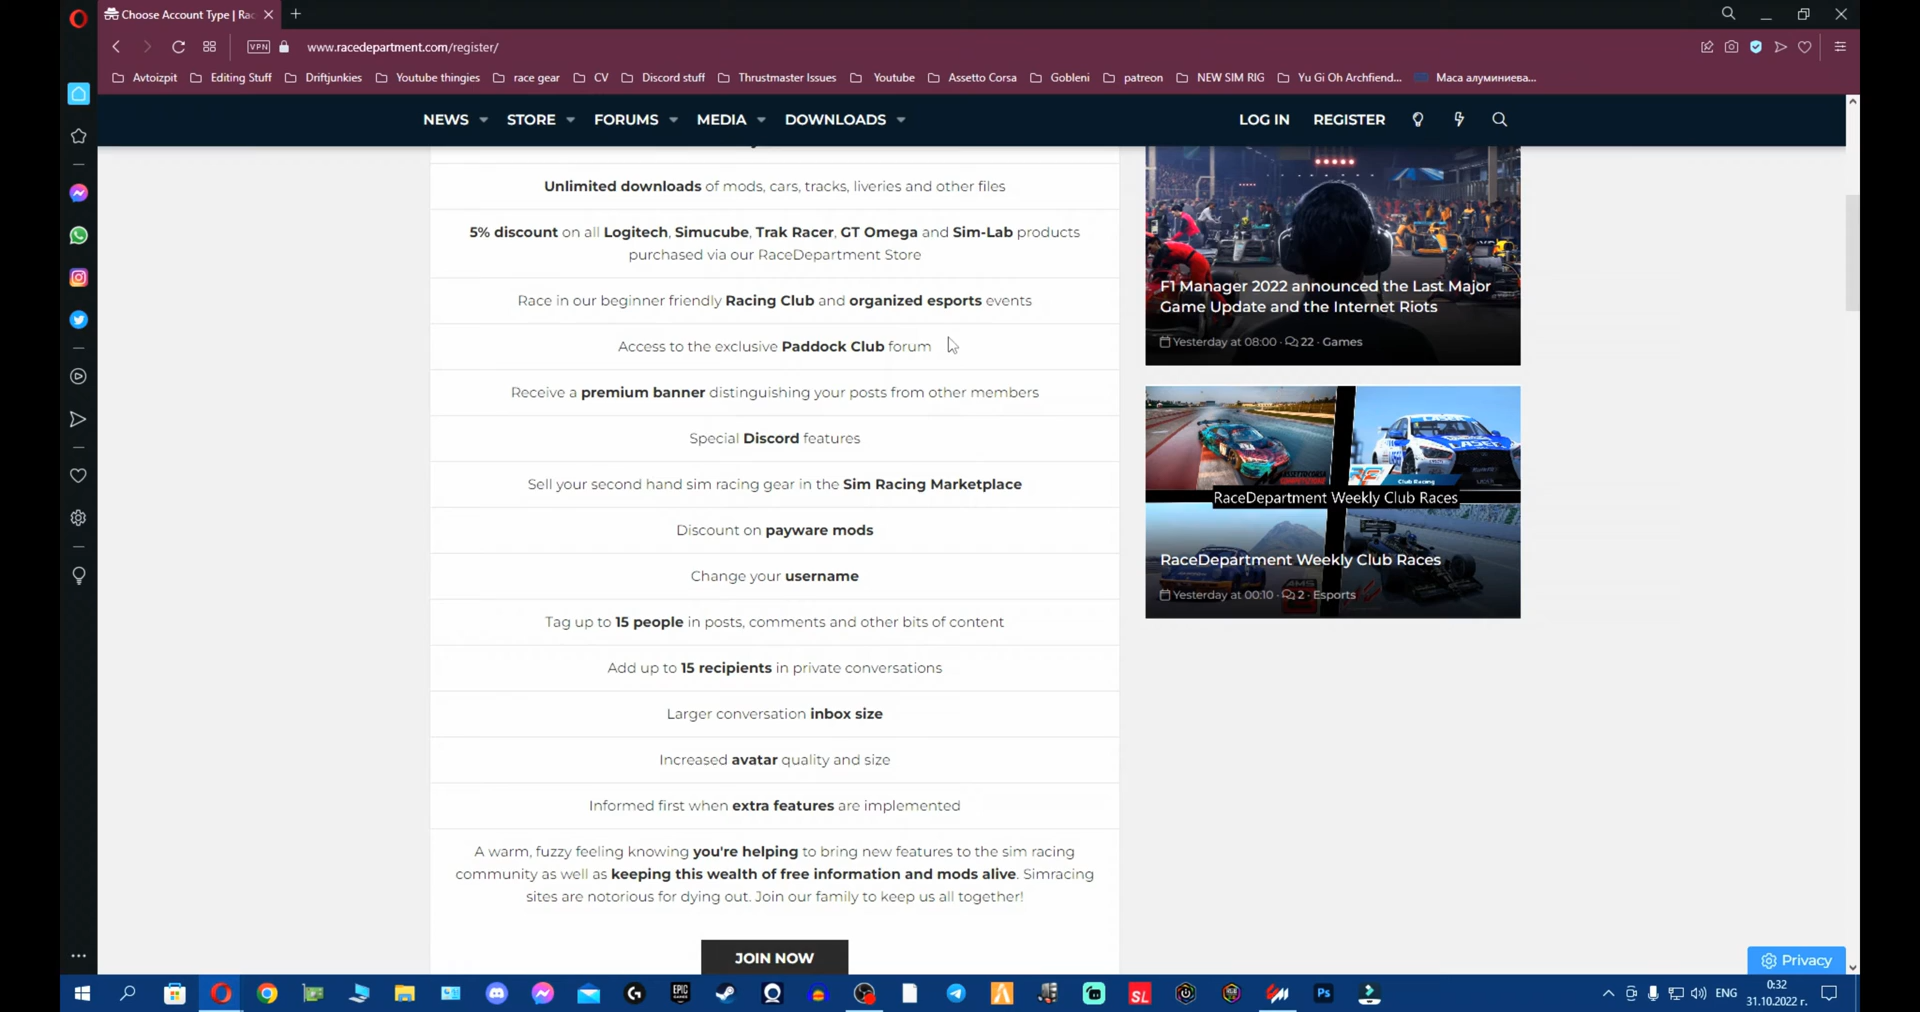 Choose Account Type | Rac
www.racedepartment.com/register/
VPN
Avtoizpit
Editing Stuff
Driftjunkies
Youtube thingies
race gear
CV
Discord stuff
Thrustmaster Issues
Youtube
Assetto Corsa
Gobleni
patreon
NEW SIM RIG
Yu Gi Oh Archfiend...
Маса алуминиева...
NEWS
STORE
FORUMS
MEDIA
DOWNLOADS
LOG IN
REGISTER
Unlimited downloads of mods, cars, tracks, liveries and other files
5% discount on all Logitech, Simucube, Trak Racer, GT Omega and Sim-Lab products
purchased via our RaceDepartment Store
Race in our beginner friendly Racing Club and organized esports events
Access to the exclusive Paddock Club forum
Receive a premium banner distinguishing your posts from other members
Special Discord features
Sell your second hand sim racing gear in the Sim Racing Marketplace
Discount on payware mods
Change your username
Tag up to 15 people in posts, comments and other bits of content
Add up to 15 recipients in private conversations
Larger conversation inbox size
Increased avatar quality and size
Informed first when extra features are implemented
A warm, fuzzy feeling knowing you're helping to bring new features to the sim racing
community as well as keeping this wealth of free information and mods alive. Simracing
sites are notorious for dying out. Join our family to keep us all together!
JOIN NOW
F1 Manager 2022 announced the Last Major
Game Update and the Internet Riots
Yesterday at 08:00 · 22 · Games
RaceDepartment Weekly Club Races
RaceDepartment Weekly Club Races
Yesterday at 00:10 · 2 · Esports
Privacy
EPIC
SL
Ps
ENG
0:32
31.10.2022 г.